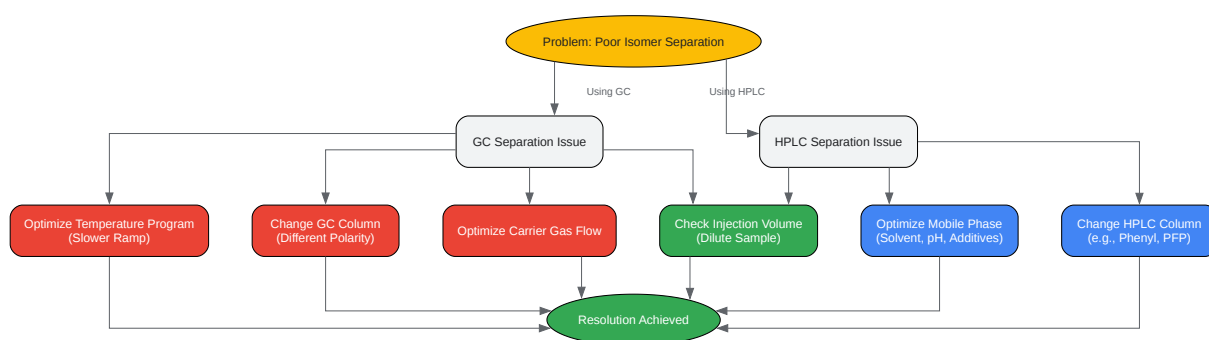 Problem: Poor Isomer Separation
Using GC
Using HPLC
GC Separation Issue
HPLC Separation Issue
Optimize Temperature Program
(Slower Ramp)
Change GC Column
(Different Polarity)
Optimize Carrier Gas Flow
Check Injection Volume
(Dilute Sample)
Optimize Mobile Phase
(Solvent, pH, Additives)
Change HPLC Column
(e.g., Phenyl, PFP)
Resolution Achieved